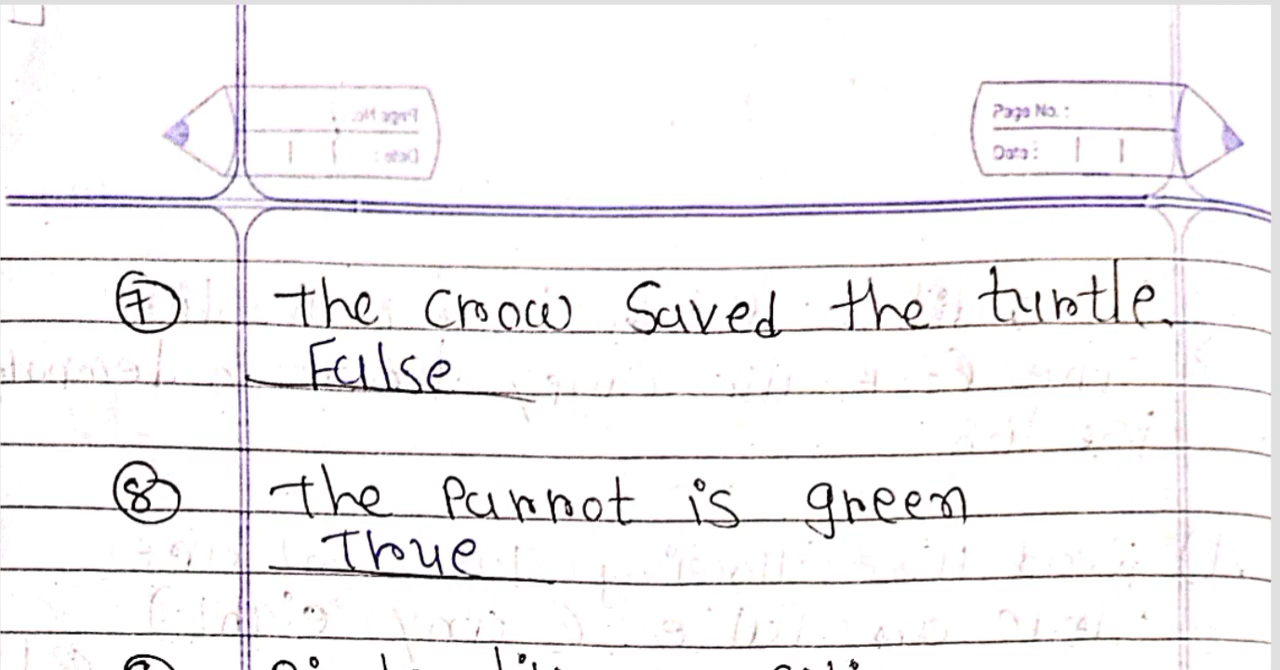 Page No. :
Date :
⑦ The crow saved the turtle.
False
⑧ The Parrot is green
True